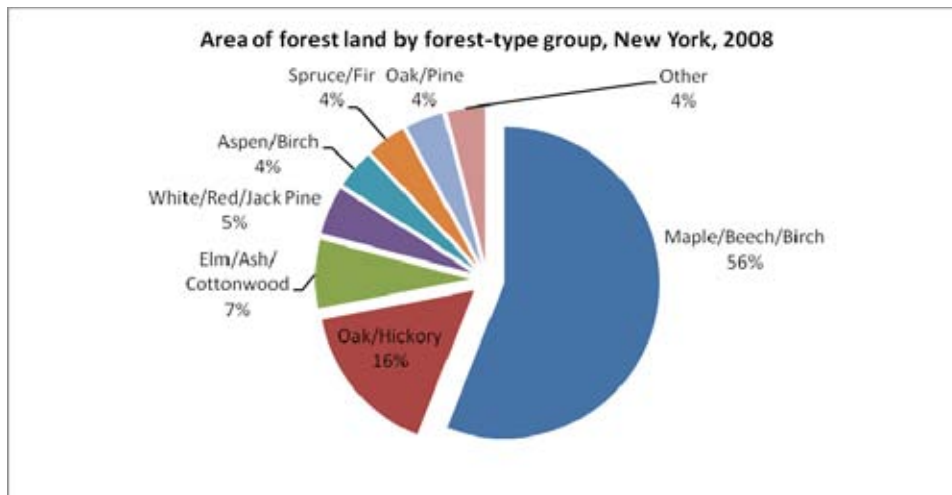 Area of forest land by forest-type group, New York, 2008
Spruce/Fir
4%
Oak/Pine
4%
Other
4%
Aspen/Birch
4%
White/Red/Jack Pine
5%
Elm/Ash/
Cottonwood
7%
Oak/Hickory
16%
Maple/Beech/Birch
56%